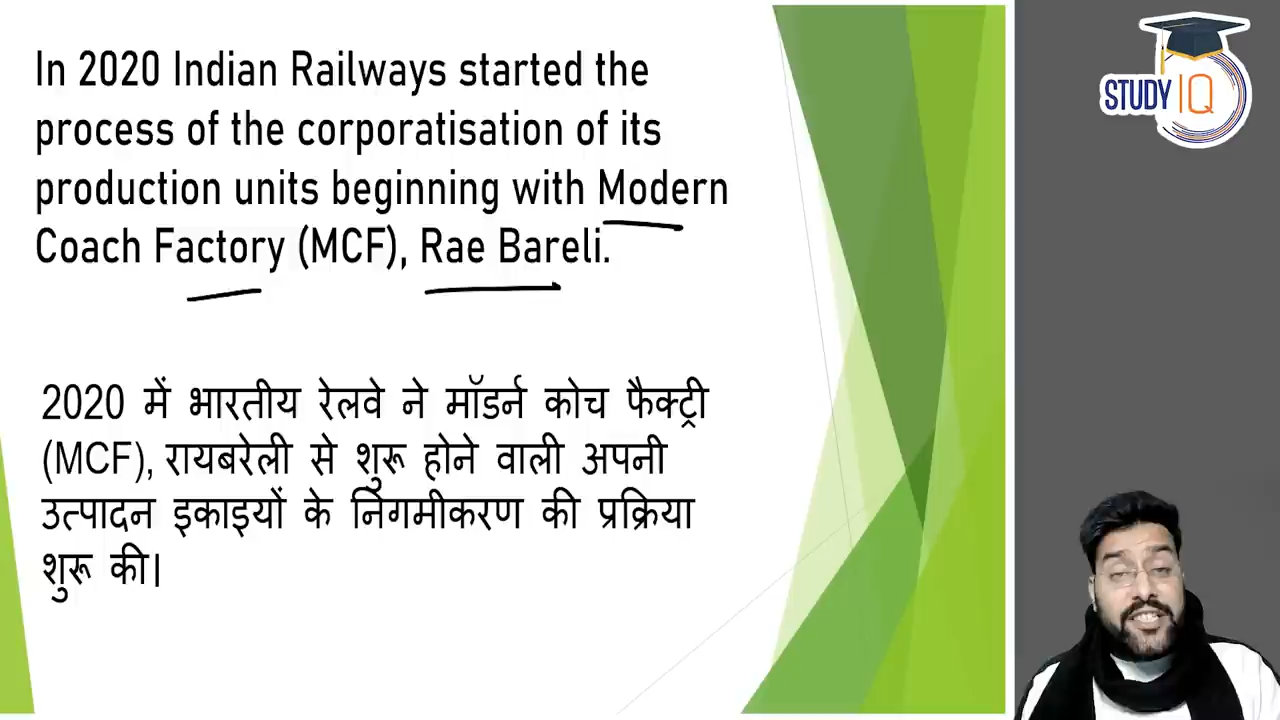 In 2020 Indian Railways started the
process of the corporatisation of its
production units beginning with Modern
Coach Factory (MCF), Rae Bareli.
2020 में भारतीय रेलवे ने मॉडर्न कोच फैक्ट्री
(MCF), रायबरेली से शुरू होने वाली अपनी
उत्पादन इकाइयों के निगमीकरण की प्रक्रिया
शुरू की।
STUDY IQ